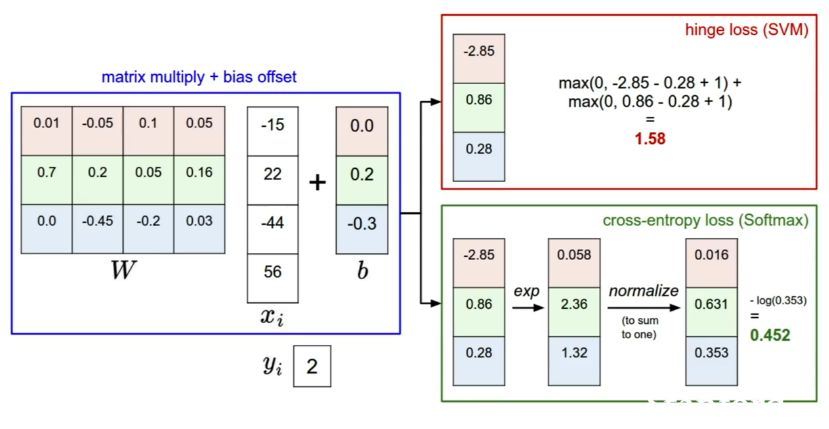 hinge loss (SVM)
matrix multiply + bias offset
0.01 -0.05 0.1 0.05
0.7 0.2 0.05 0.16
0.0 -0.45 -0.2 0.03
W
-15
22
-44
56
x_i
+
0.0
0.2
-0.3
b
y_i 2
-2.85
0.86
0.28
max(0, -2.85 - 0.28 + 1) +
max(0, 0.86 - 0.28 + 1)
=
1.58
cross-entropy loss (Softmax)
-2.85
0.86
0.28
exp
0.058
2.36
1.32
normalize
(to sum
to one)
0.016
0.631
0.353
- log(0.353)
=
0.452